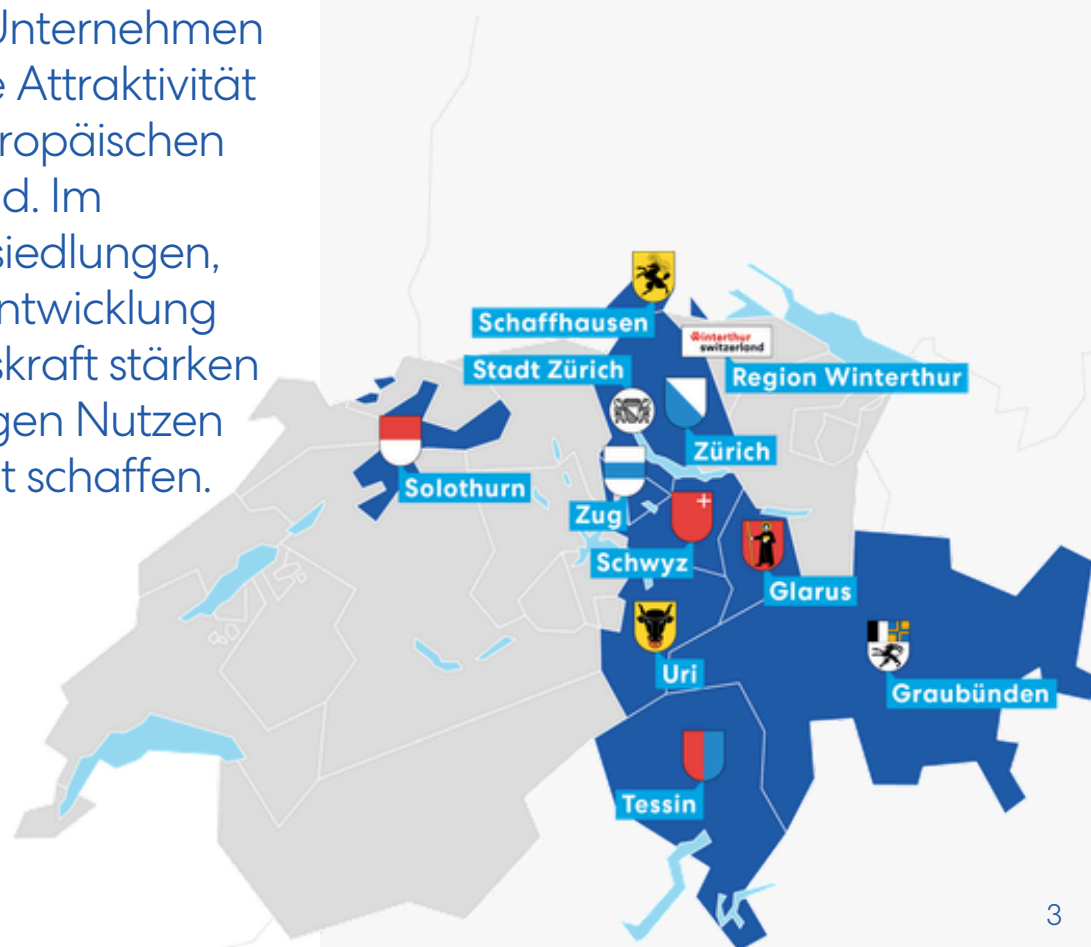 Unternehmen
e Attraktivität
ropäischen
d. Im
siedlungen,
ntwicklung
skraft stärken
gen Nutzen
t schaffen.
Schaffhausen
Winterthur
switzerland
Stadt Zürich
Region Winterthur
Zürich
Solothurn
Zug
Schwyz
Glarus
Uri
Graubünden
Tessin
3